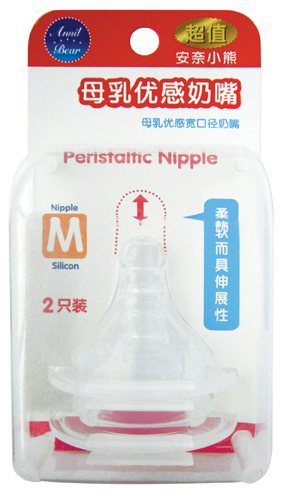 Annil
Bear
超值
安奈小熊
母乳优感奶嘴
母乳优感宽口径奶嘴
Peristaltic Nipple
Nipple
M
Silicon
2只装
柔軟而具伸展性